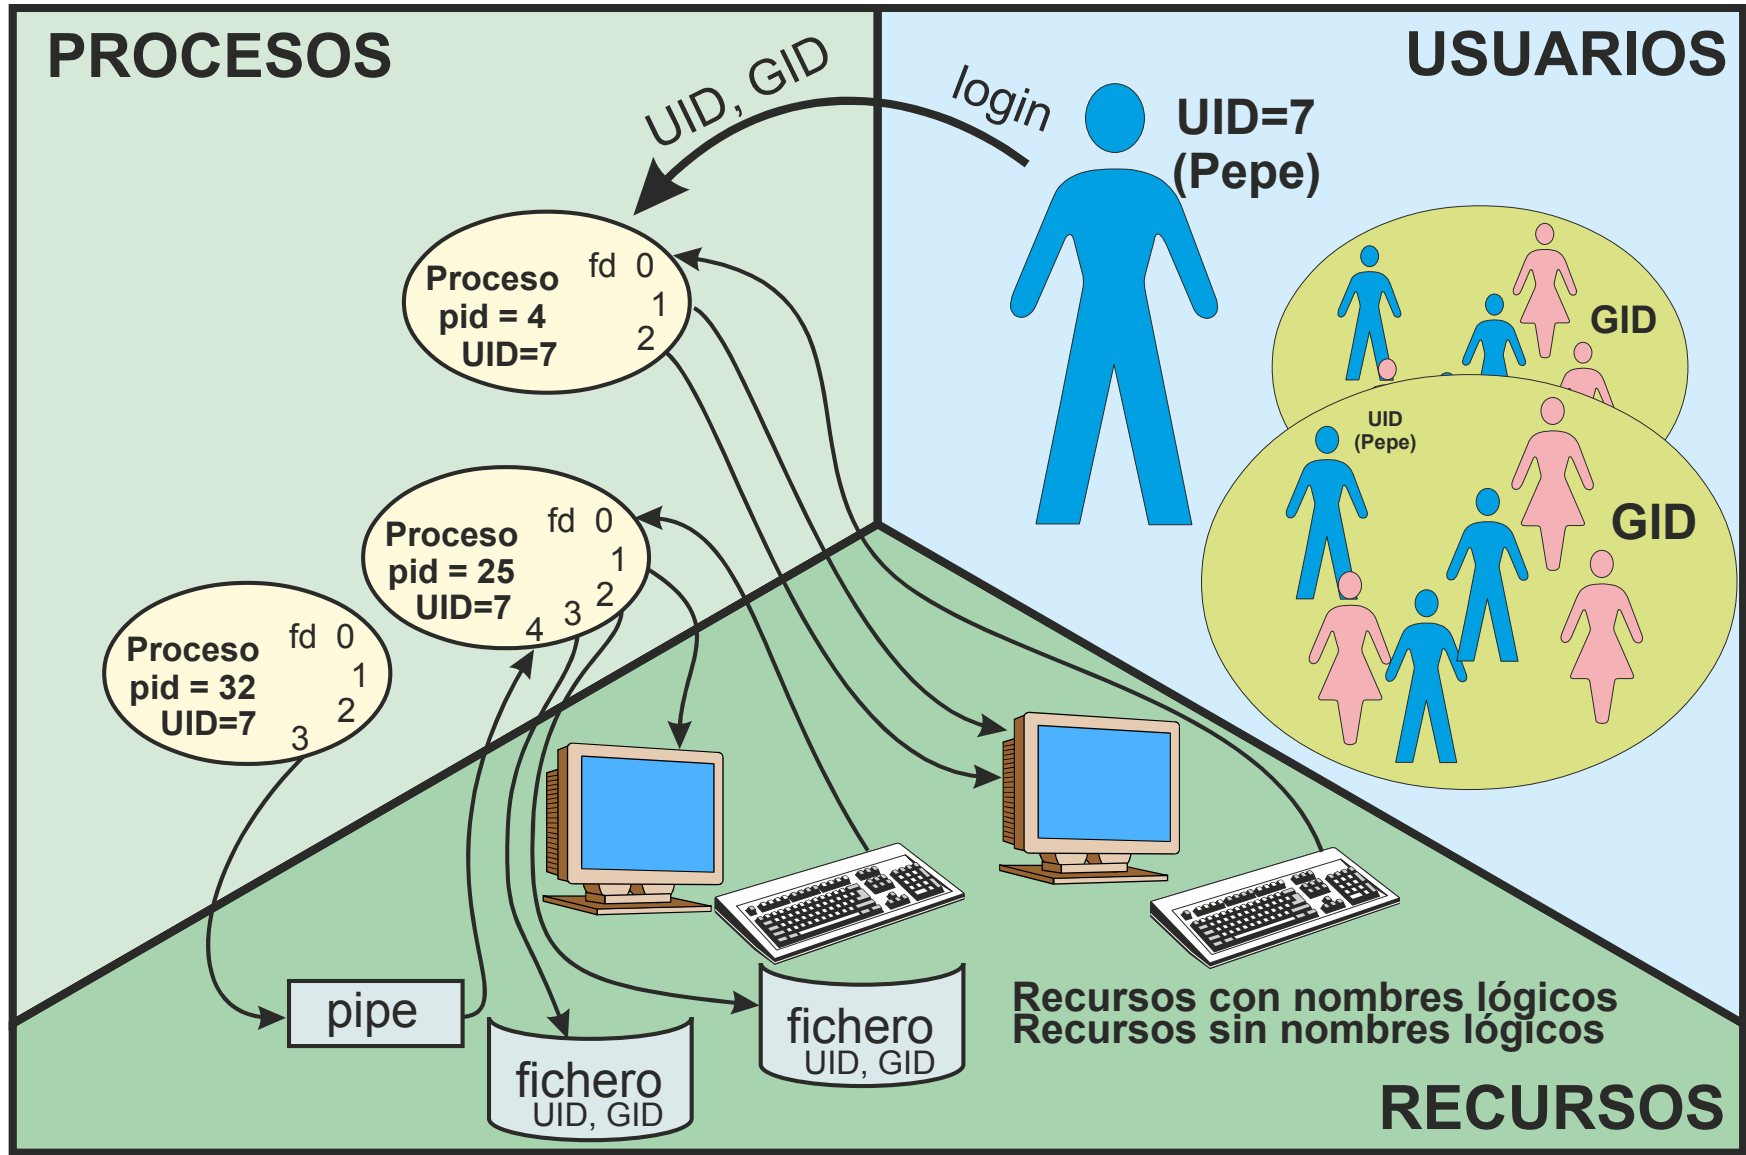 PROCESOS
USUARIOS
UID, GID
login
UID=7
(Pepe)
Proceso
pid = 4
UID=7
fd 0
1
2
GID
UID
(Pepe)
GID
Proceso
pid = 25
UID=7
fd 0
1
2
3
4
Proceso
pid = 32
UID=7
fd 0
1
2
3
pipe
fichero
UID, GID
fichero
UID, GID
Recursos con nombres lógicos
Recursos sin nombres lógicos
RECURSOS